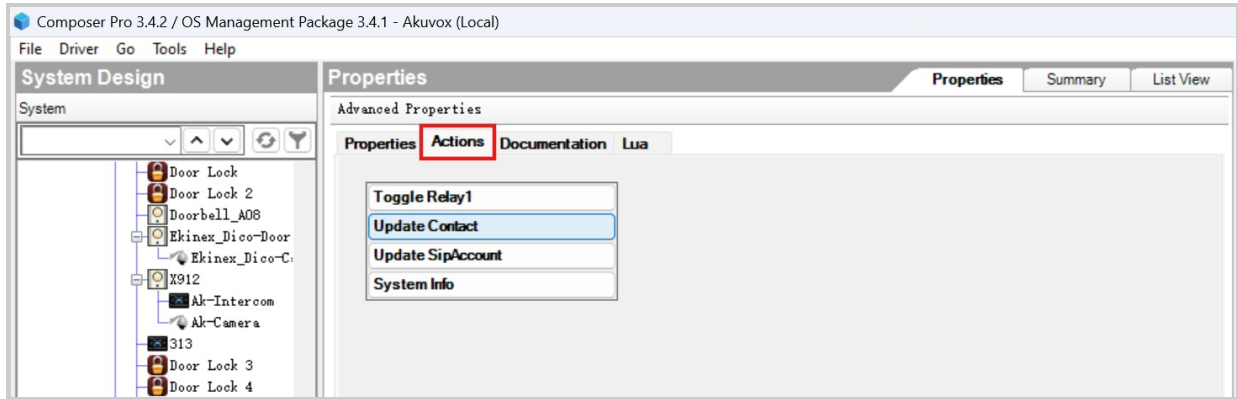 Composer Pro 3.4.2 / OS Management Package 3.4.1 - Akuvox (Local)
File Driver Go Tools Help
System Design
Properties
Properties Summary List View
System
Advanced Properties
Properties Actions Documentation Lua
Door Lock
Door Lock 2
Doorbell_A08
Ekinex_Dico-Door
Ekinex_Dico-C
X912
Ak-Intercom
Ak-Camera
313
Door Lock 3
Door Lock 4
Toggle Relay1
Update Contact
Update SipAccount
System Info